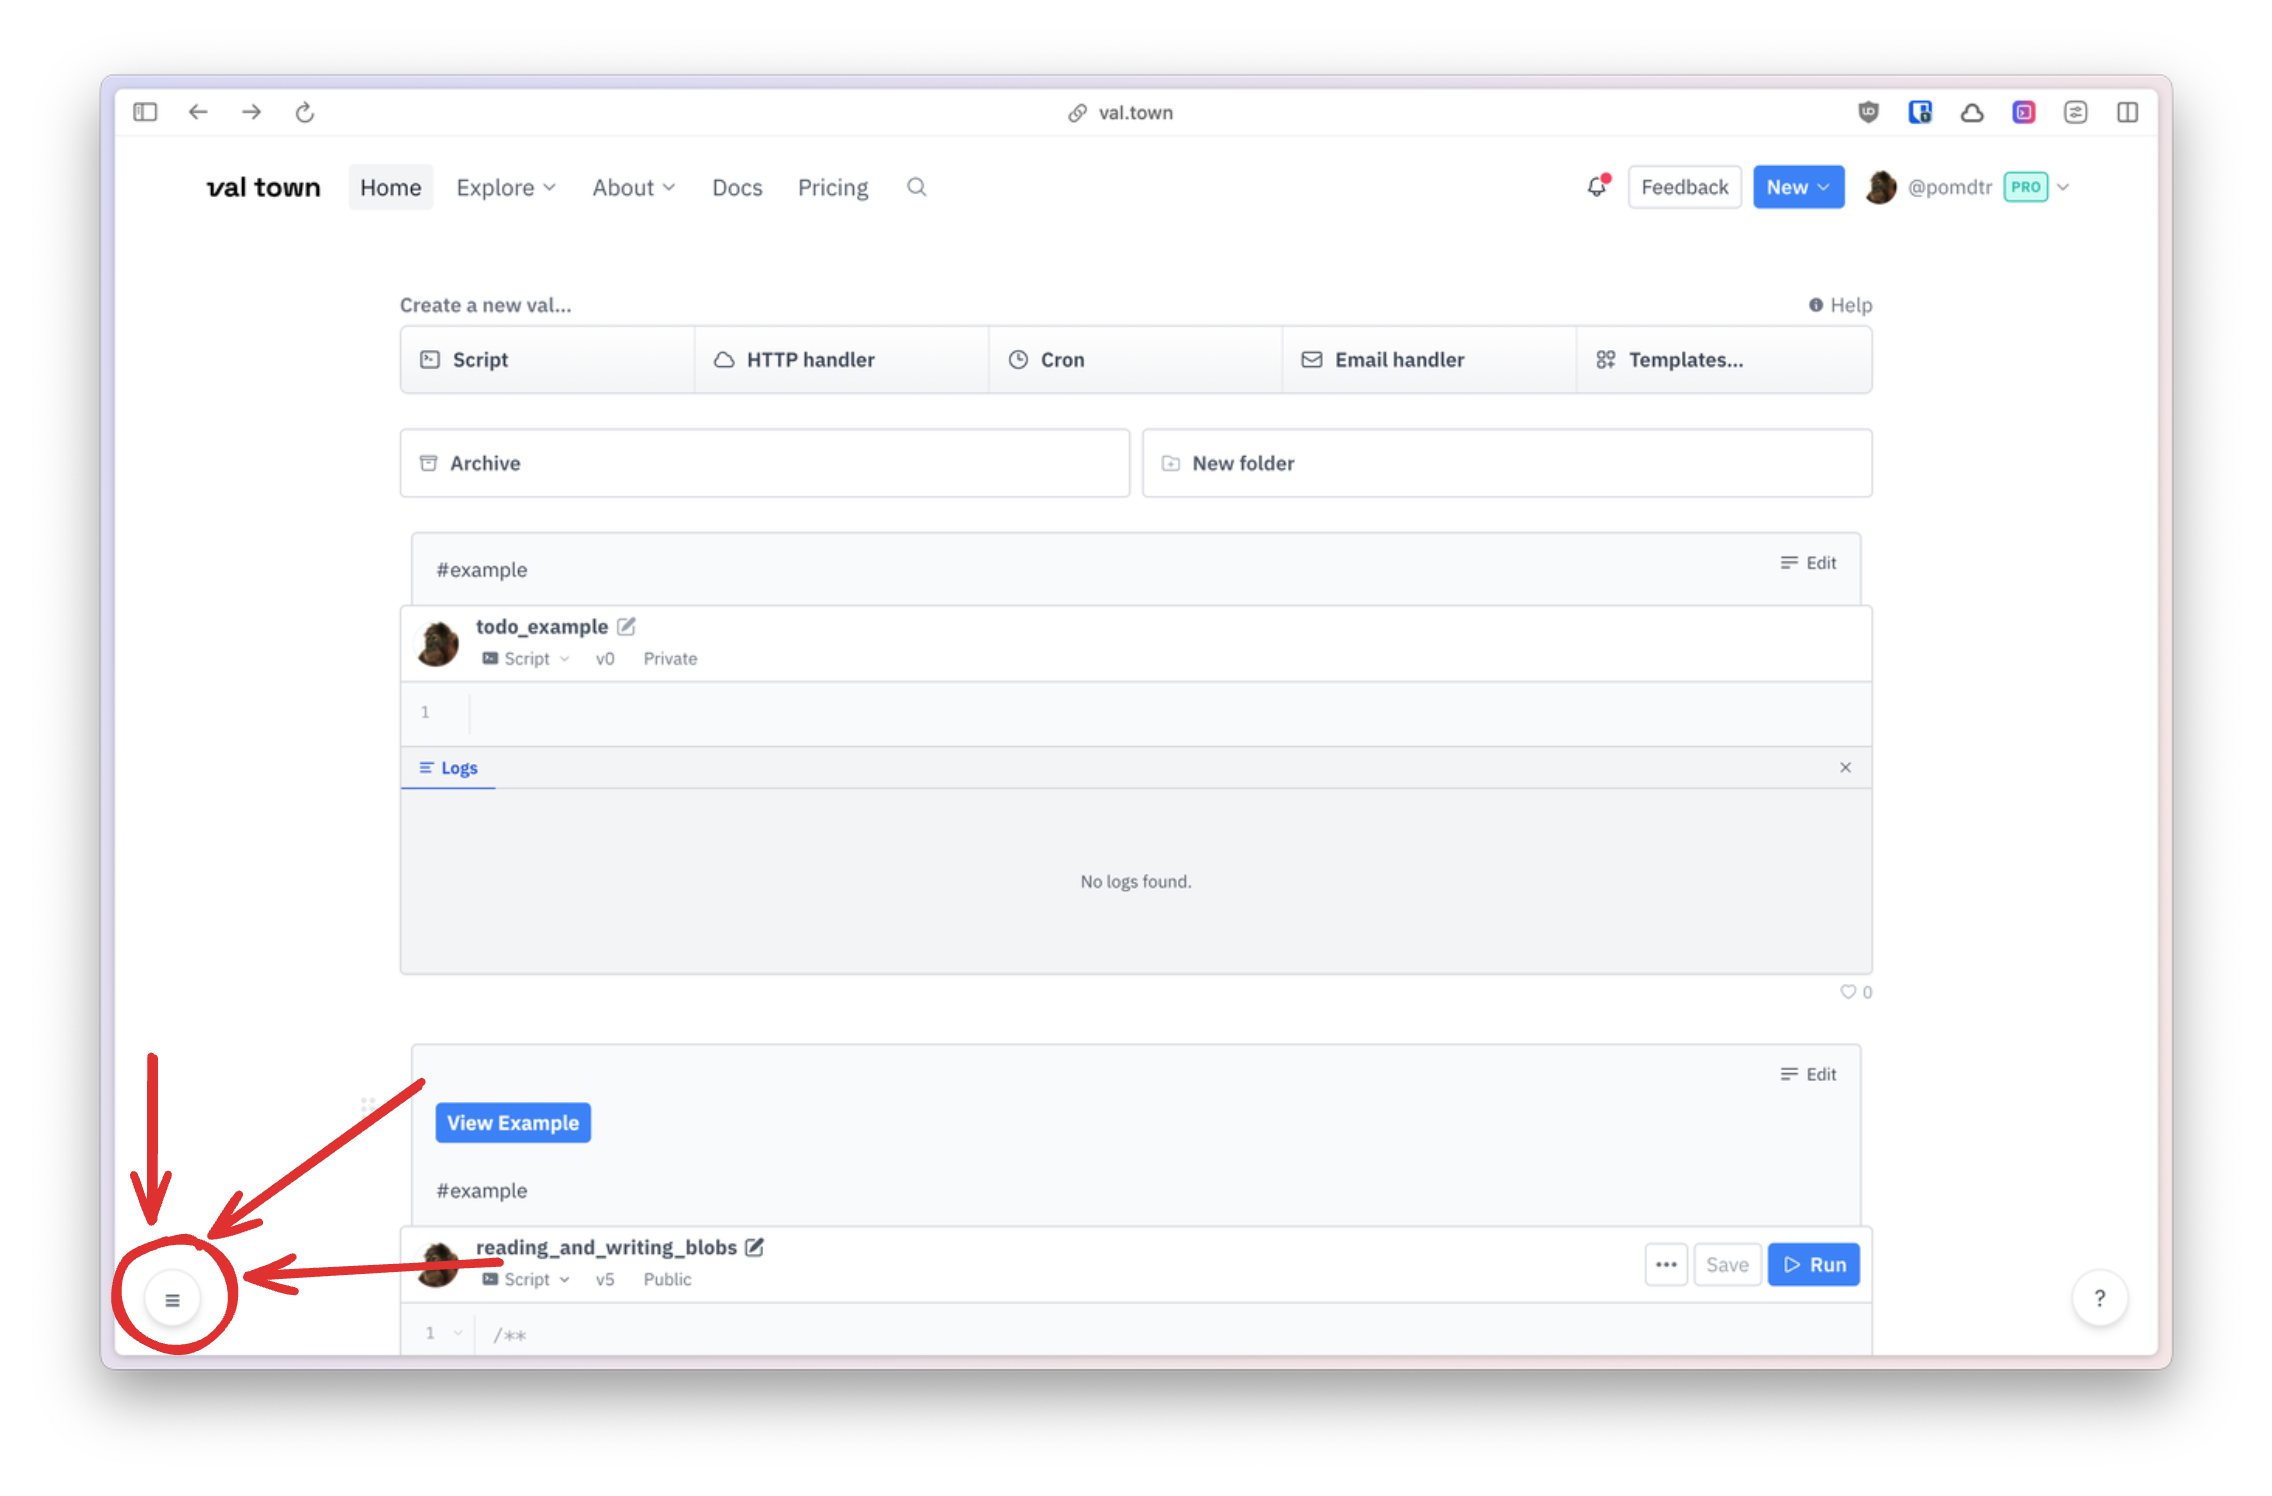 val.town
val town Home Explore About Docs Pricing Feedback New @pomdtr PRO
Create a new val... Help
Script HTTP handler Cron Email handler Templates...
Archive New folder
#example Edit
todo_example
Script v0 Private
1
Logs
No logs found.
0
Edit
View Example
#example
reading_and_writing_blobs
Script v5 Public
Save Run
?
1 /**